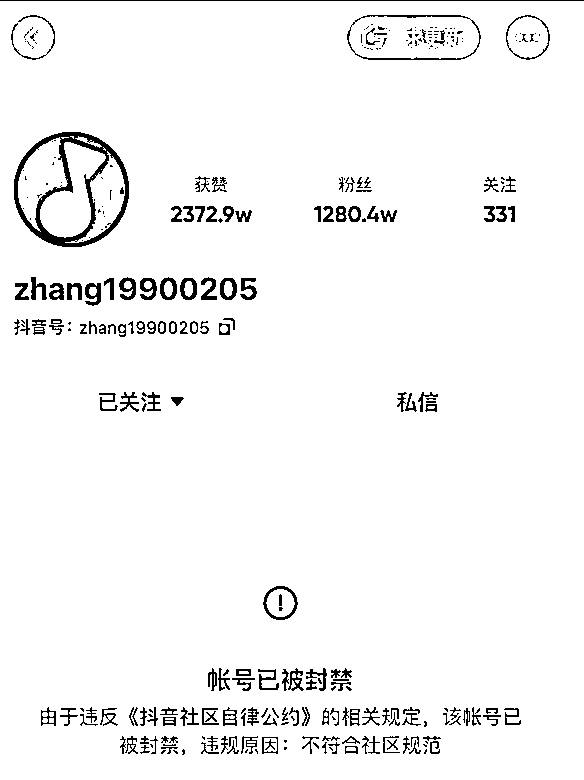 求更新
获赞
粉丝
关注
2372.9w
1280.4w
331
zhang19900205
抖音号：zhang19900205
已关注
私信
帐号已被封禁
由于违反《抖音社区自律公约》的相关规定，该帐号已
被封禁，违规原因：不符合社区规范